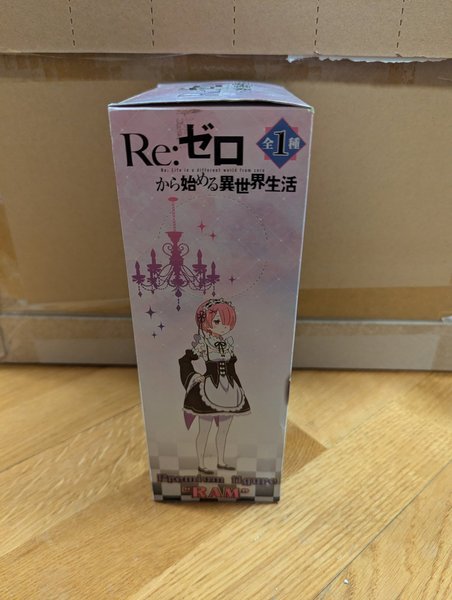 Re:ゼロ
Re: Life in a different world from zero
から始める異世界生活
全1種
Premium Figure
"RAM"